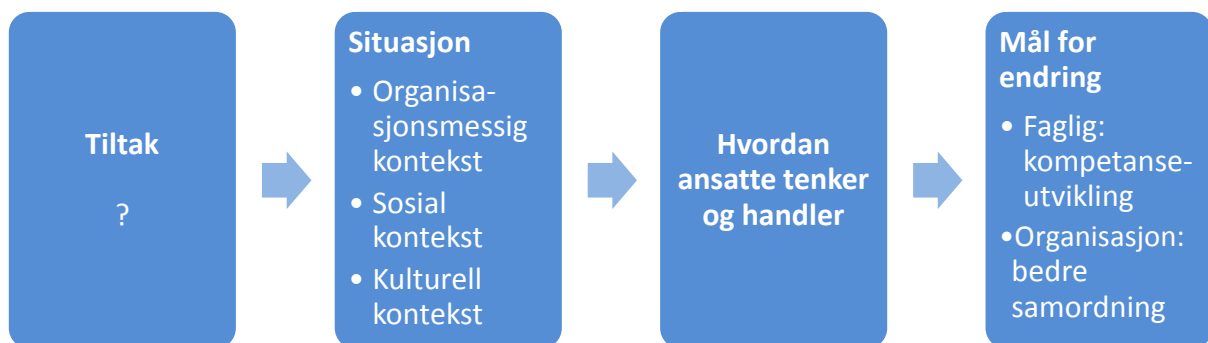 Tiltak
?
Situasjon
• Organisa-
sjonsmessig
kontekst
• Sosial
kontekst
• Kulturell
kontekst
Hvordan
ansatte tenker
og handler
Mål for
endring
• Faglig:
kompetanse-
utvikling
•Organisasjon:
bedre
samordning